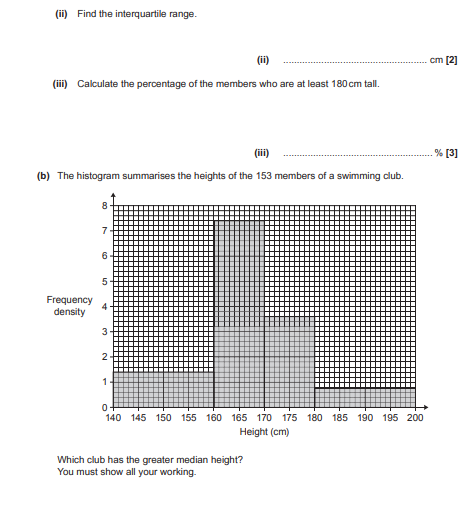 (ii) Find the interquartile range.
(ii) ...................................................... cm [2]
(iii) Calculate the percentage of the members who are at least 180 cm tall.
(iii) ...................................................... % [3]
(b) The histogram summarises the heights of the 153 members of a swimming club.
8
7
6
5
Frequency
density
4
3
2
1
0
140 145 150 155 160 165 170 175 180 185 190 195 200
Height (cm)
Which club has the greater median height?
You must show all your working.